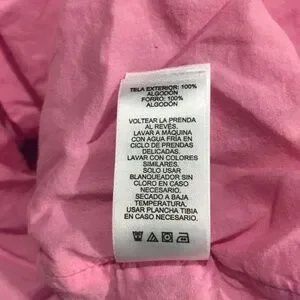 TELA EXTERIOR: 100%
ALGODÓN
FORRO: 100%
ALGODÓN
VOLTEAR LA PRENDA
AL REVÉS.
LAVAR A MÁQUINA
CON AGUA FRÍA EN
CICLO DE PRENDAS
DELICADAS.
LAVAR CON COLORES
SIMILARES.
SOLO USAR
BLANQUEADOR SIN
CLORO EN CASO
NECESARIO.
SECADO A BAJA
TEMPERATURA.
USAR PLANCHA TIBIA
EN CASO NECESARIO.